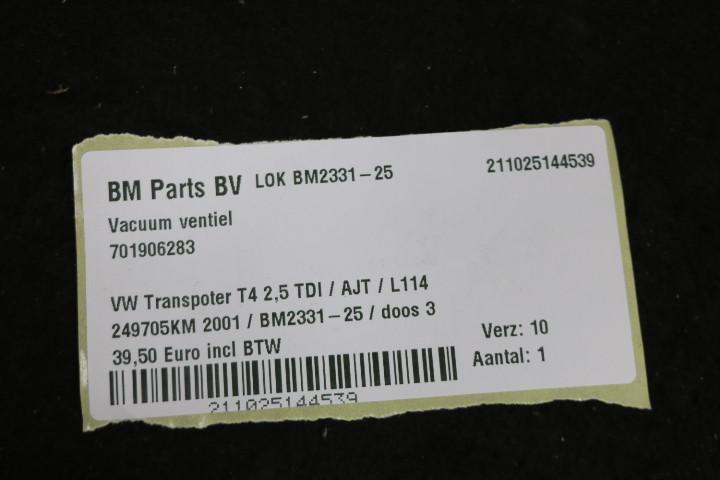 BM Parts BV LOK BM2331-25 211025144539
Vacuum ventiel
701906283
VW Transpoter T4 2,5 TDI / AJT / L114
249705KM 2001 / BM2331-25 / doos 3
39,50 Euro incl BTW Verz: 10
Aantal: 1
211025144539